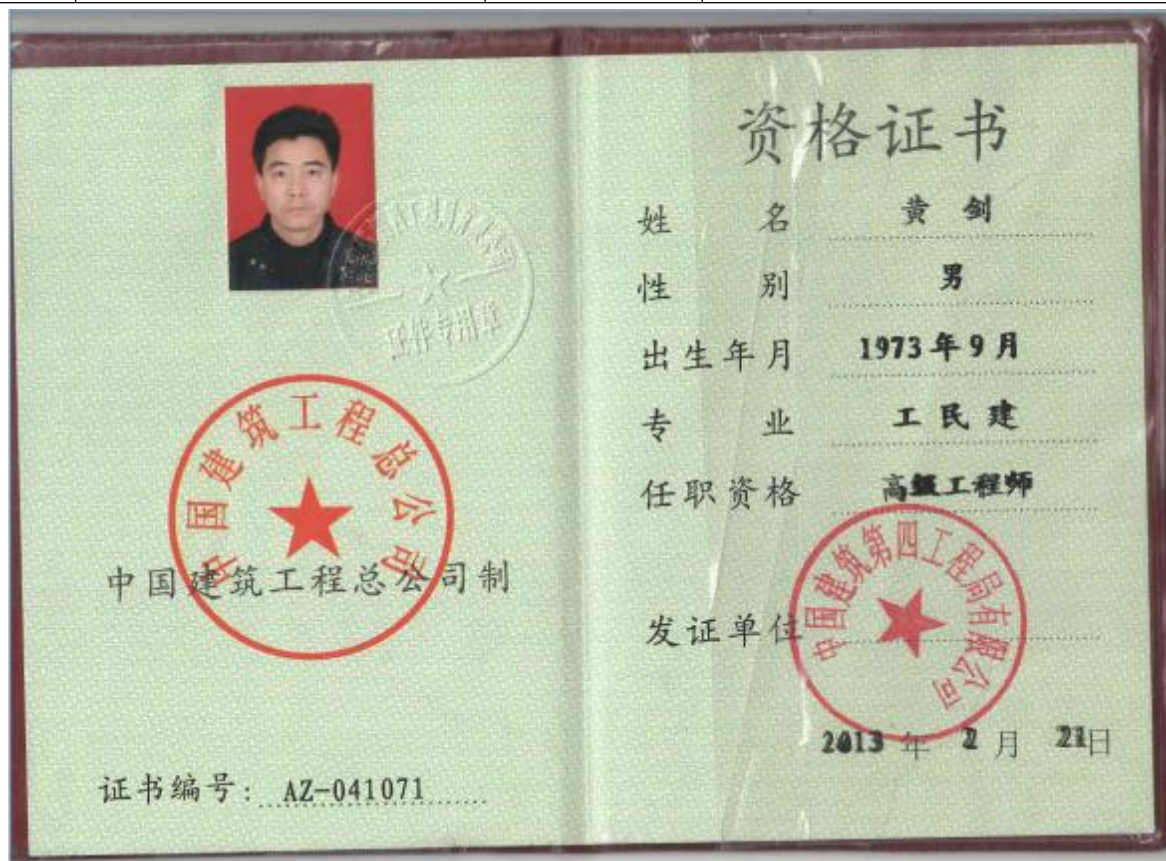 中国建筑工程总公司
中国建筑工程总公司制
证书编号: AZ-041071
资格证书
姓 名 黄 剑
性 别 男
出生年月 1973年9月
专 业 工民建
任职资格 高级工程师
发证单位
中国建筑第四工程局有限公司
2013 年 2 月 21日